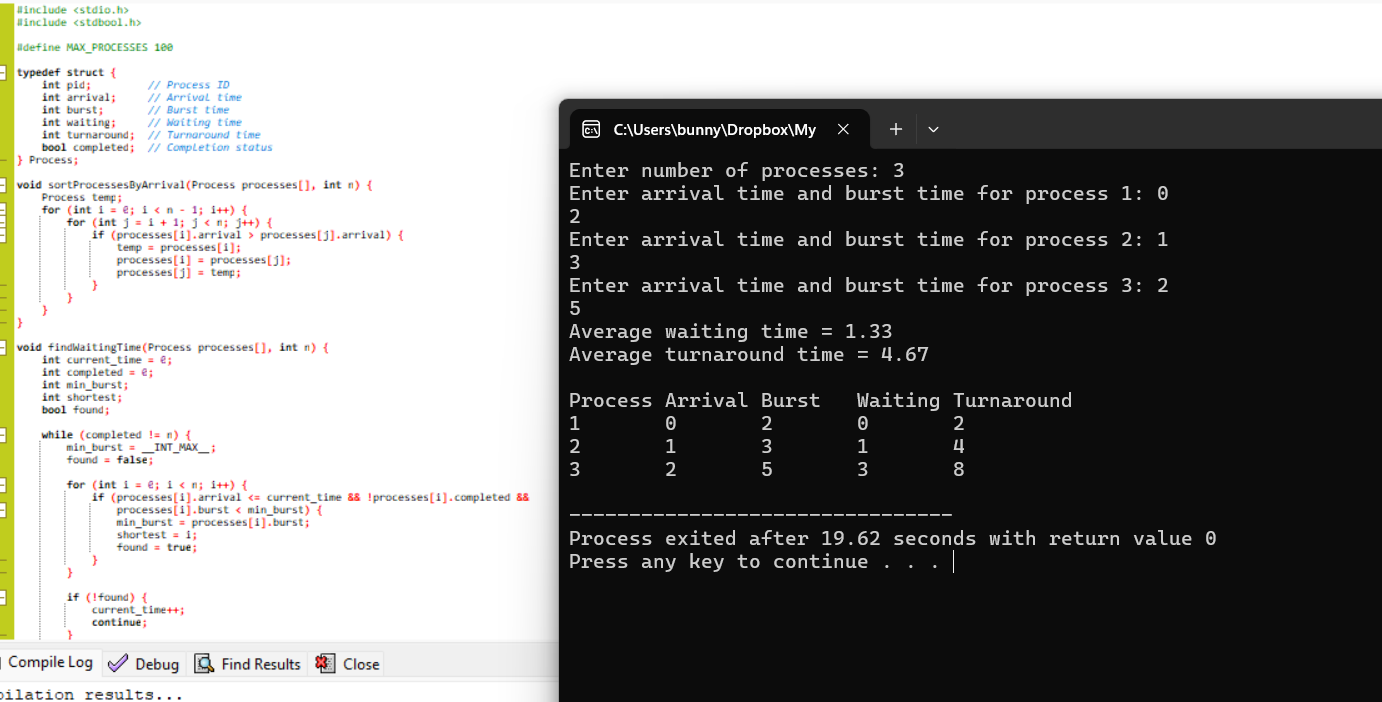 #include <stdio.h>
#include <stdbool.h>
#define MAX_PROCESSES 100
typedef struct {
    int pid;         // Process ID
    int arrival;     // Arrival time
    int burst;       // Burst time
    int waiting;     // Waiting time
    int turnaround;  // Turnaround time
    bool completed;  // Completion status
} Process;
void sortProcessesByArrival(Process processes[], int n) {
    Process temp;
    for (int i = 0; i < n - 1; i++) {
        for (int j = i + 1; j < n; j++) {
            if (processes[i].arrival > processes[j].arrival) {
                temp = processes[i];
                processes[i] = processes[j];
                processes[j] = temp;
            }
        }
    }
}
void findWaitingTime(Process processes[], int n) {
    int current_time = 0;
    int completed = 0;
    int min_burst;
    int shortest;
    bool found;
    while (completed != n) {
        min_burst = __INT_MAX__;
        found = false;
        for (int i = 0; i < n; i++) {
            if (processes[i].arrival <= current_time && !processes[i].completed &&
                processes[i].burst < min_burst) {
                min_burst = processes[i].burst;
                shortest = i;
                found = true;
            }
        }
        if (!found) {
            current_time++;
            continue;
        }
Compile Log
Debug
Find Results
Close
pilation results...
C:\Users\bunny\Dropbox\My
Enter number of processes: 3
Enter arrival time and burst time for process 1: 0
2
Enter arrival time and burst time for process 2: 1
3
Enter arrival time and burst time for process 3: 2
5
Average waiting time = 1.33
Average turnaround time = 4.67
Process Arrival Burst   Waiting Turnaround
1       0       2       0       2
2       1       3       1       4
3       2       5       3       8
--------------------------------
Process exited after 19.62 seconds with return value 0
Press any key to continue . . .